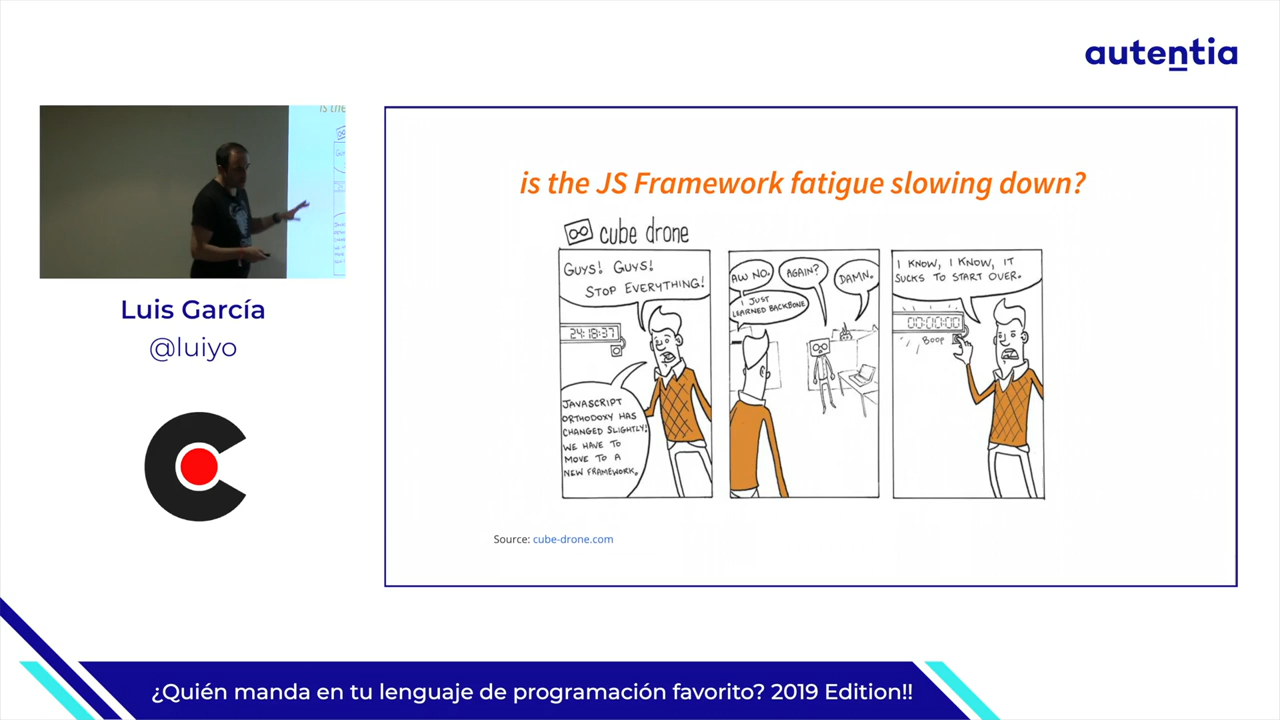 autentia
is the JS Framework fatigue slowing down?
cube drone
GUYS! GUYS!
STOP EVERYTHING!
24:18:37
JAVASCRIPT
ORTHODOXY HAS
CHANGED SLIGHTLY!
WE HAVE TO
MOVE TO A
NEW FRAMEWORK.
AW NO.
AGAIN?
DAMN.
I JUST
LEARNED BACKBONE
I KNOW, I KNOW, IT
SUCKS TO START OVER.
00:00:00
BOOP
Source: cube-drone.com
Luis García
@luiyo
¿Quién manda en tu lenguaje de programación favorito? 2019 Edition!!